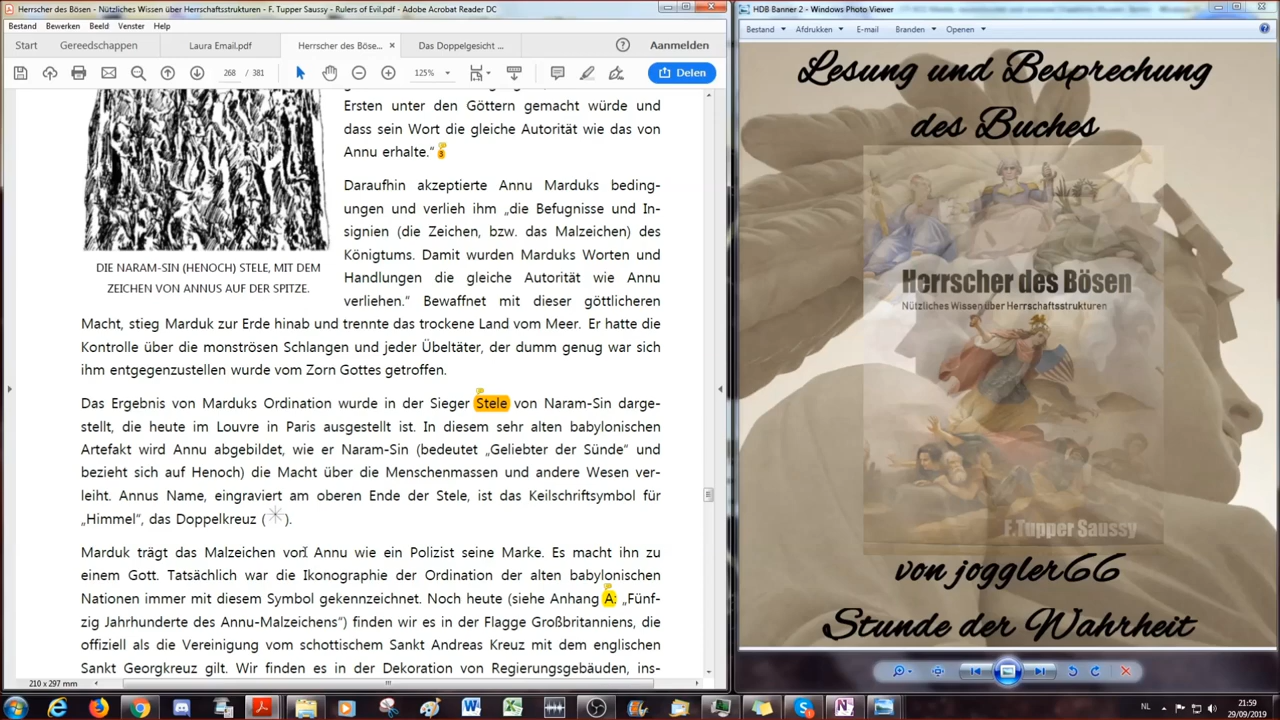 Herrscher des Bösen - Nützliches Wissen über Herrschaftsstrukturen - F. Tupper Saussy - Rulers of Evil.pdf - Adobe Acrobat Reader DC
Bestand Bewerken Beeld Venster Help
Start Gereedschappen Laura Email.pdf Herrscher des Böse... × Das Doppelgesicht ... Aanmelden
268 / 381 125% Delen
Ersten unter den Göttern gemacht würde und
dass sein Wort die gleiche Autorität wie das von
Annu erhalte.“
Daraufhin akzeptierte Annu Marduks beding-
ungen und verlieh ihm „die Befugnisse und In-
signien (die Zeichen, bzw. das Malzeichen) des
Königtums. Damit wurden Marduks Worten und
Handlungen die gleiche Autorität wie Annu
verliehen.“ Bewaffnet mit dieser göttlicheren
DIE NARAM-SIN (HENOCH) STELE, MIT DEM
ZEICHEN VON ANNUS AUF DER SPITZE.
Macht, stieg Marduk zur Erde hinab und trennte das trockene Land vom Meer. Er hatte die
Kontrolle über die monströsen Schlangen und jeder Übeltäter, der dumm genug war sich
ihm entgegenzustellen wurde vom Zorn Gottes getroffen.
Das Ergebnis von Marduks Ordination wurde in der Sieger Stele von Naram-Sin darge-
stellt, die heute im Louvre in Paris ausgestellt ist. In diesem sehr alten babylonischen
Artefakt wird Annu abgebildet, wie er Naram-Sin (bedeutet „Geliebter der Sünde“ und
bezieht sich auf Henoch) die Macht über die Menschenmassen und andere Wesen ver-
leiht. Annus Name, eingraviert am oberen Ende der Stele, ist das Keilschriftsymbol für
„Himmel“, das Doppelkreuz ( ).
Marduk trägt das Malzeichen von Annu wie ein Polizist seine Marke. Es macht ihn zu
einem Gott. Tatsächlich war die Ikonographie der Ordination der alten babylonischen
Nationen immer mit diesem Symbol gekennzeichnet. Noch heute (siehe Anhang A: „Fünf-
zig Jahrhunderte des Annu-Malzeichens“) finden wir es in der Flagge Großbritanniens, die
offiziell als die Vereinigung vom schottischem Sankt Andreas Kreuz mit dem englischen
Sankt Georgkreuz gilt. Wir finden es in der Dekoration von Regierungsgebäuden, ins-
210 x 297 mm
HDB Banner 2 - Windows Photo Viewer
Bestand Afdrukken E-mail Branden Openen
Lesung und Besprechung
des Buches
Herrscher des Bösen
Nützliches Wissen über Herrschaftsstrukturen
F.Tupper Saussy
von joggler66
Stunde der Wahrheit
NL 21:59
29/09/2019